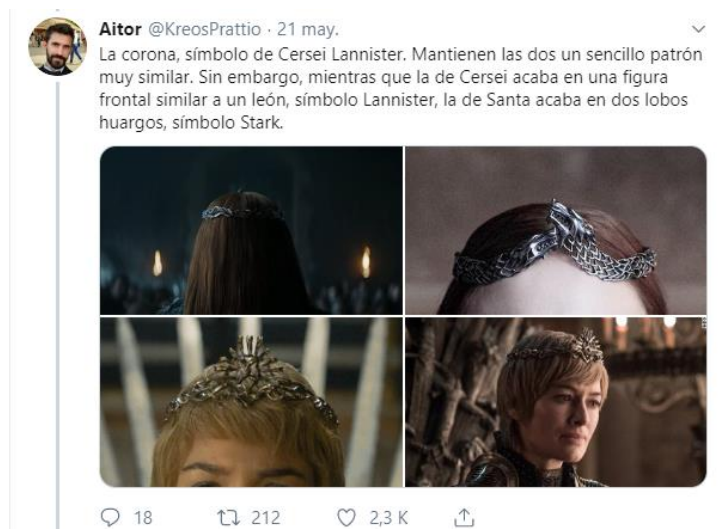 Aitor @KreosPrattio · 21 may.
La corona, símbolo de Cersei Lannister. Mantienen las dos un sencillo patrón
muy similar. Sin embargo, mientras que la de Cersei acaba en una figura
frontal similar a un león, símbolo Lannister, la de Santa acaba en dos lobos
huargos, símbolo Stark.
18 212 2,3 K